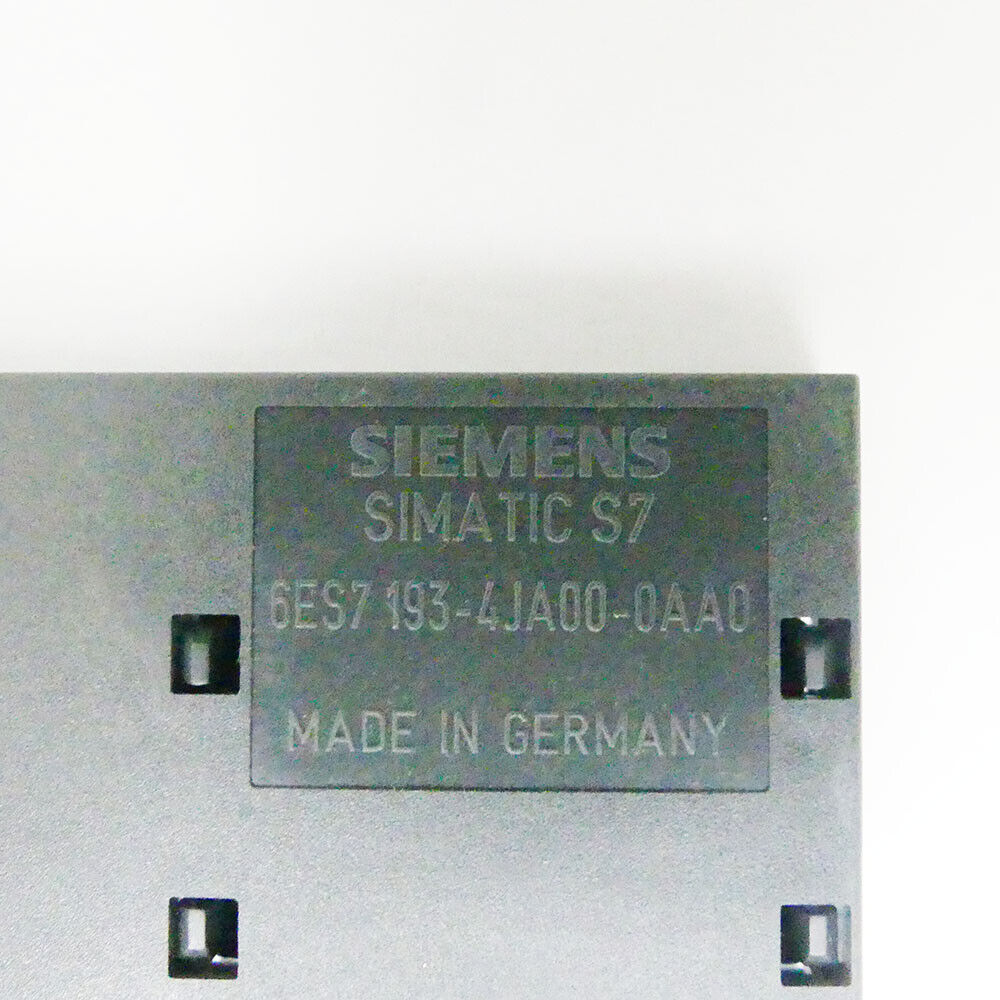 SIEMENS
SIMATIC S7
6ES7 193-4JA00-0AA0
MADE IN GERMANY